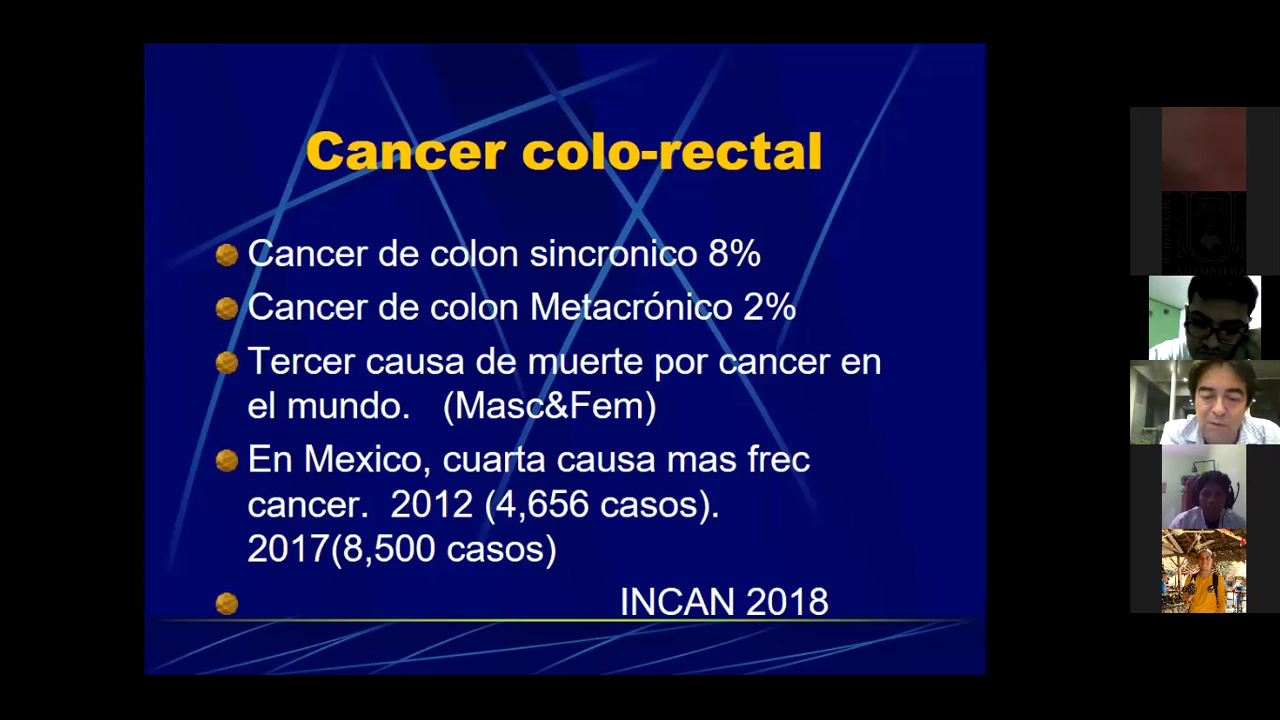 Cancer colo-rectal
Cancer de colon sincronico 8%
Cancer de colon Metacrónico 2%
Tercer causa de muerte por cancer en
el mundo. (Masc&Fem)
En Mexico, cuarta causa mas frec
cancer. 2012 (4,656 casos).
2017(8,500 casos)
INCAN 2018